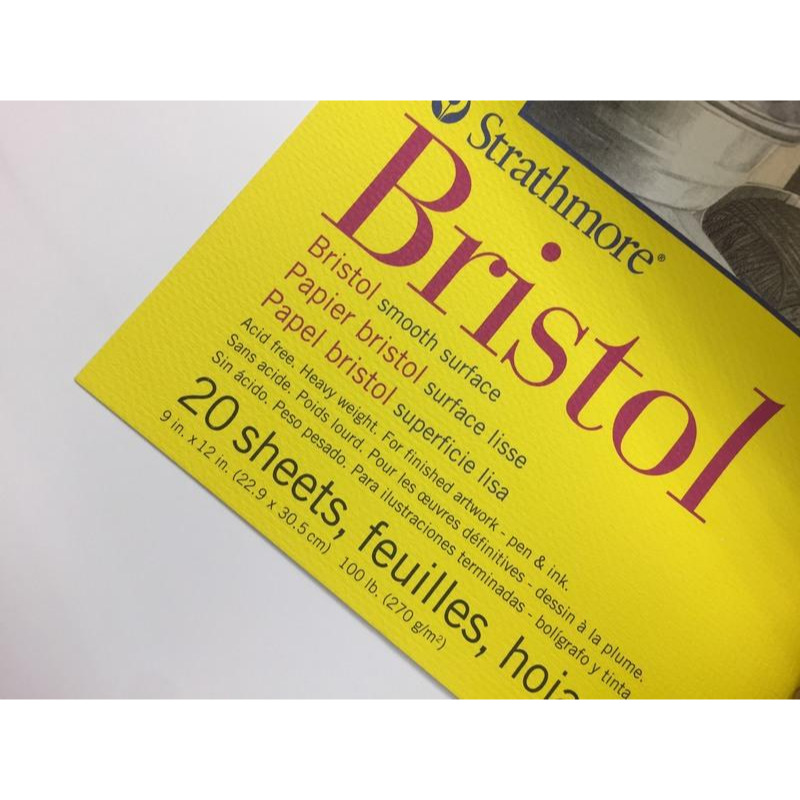 Strathmore®
Bristol
Bristol smooth surface
Papier bristol surface lisse
Papel bristol superficie lisa
Acid free. Heavy weight. For finished artwork - pen & ink.
Sans acide. Poids lourd. Pour les œuvres définitives - dessin à la plume.
Sin ácido. Peso pesado. Para ilustraciones terminadas - bolígrafo y tinta
20 sheets, feuilles,
9 in. x 12 in. (22.9 x 30.5 cm) 100 lb. (270 g/m²)